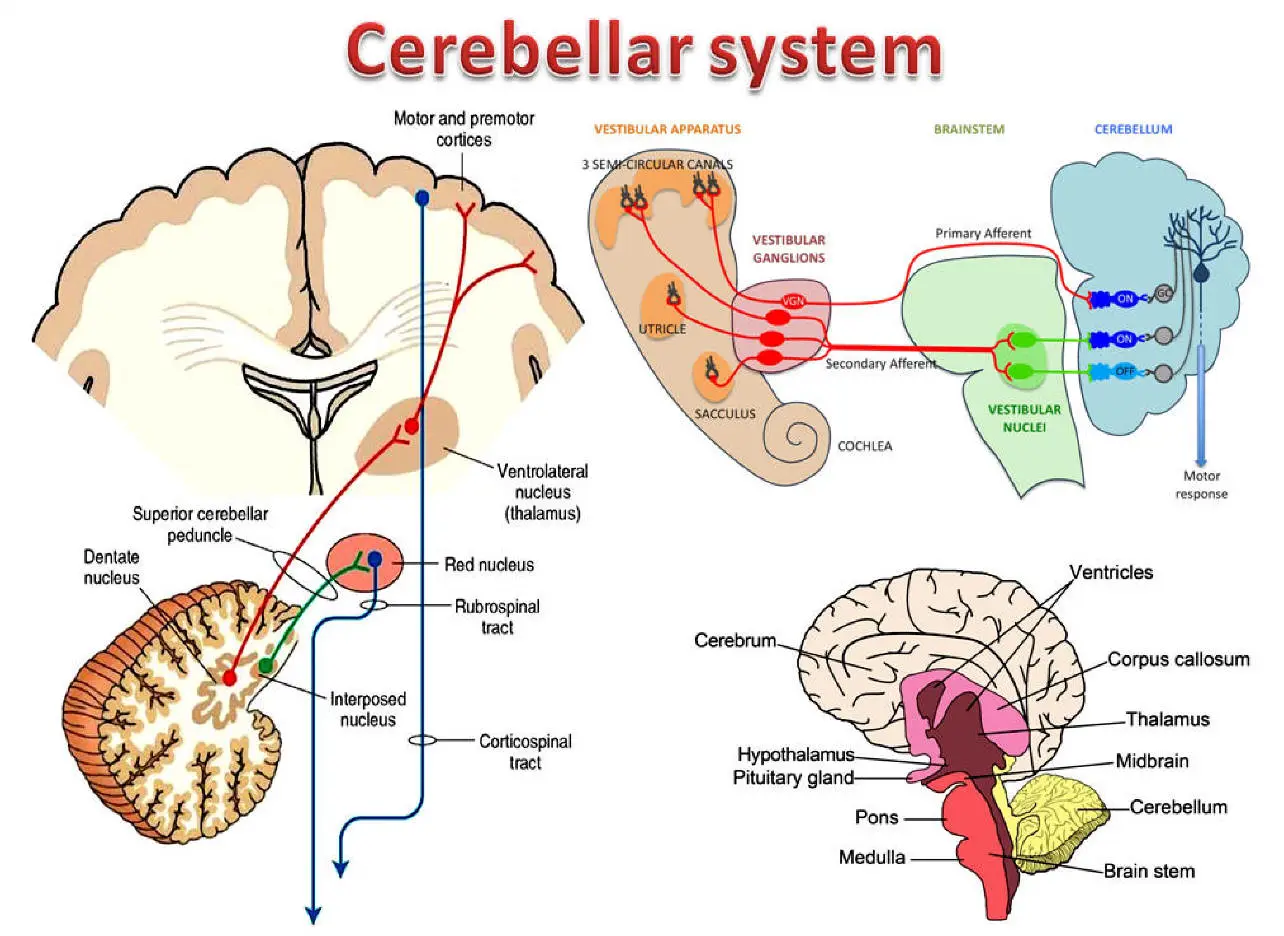 Cerebellar system
Motor and premotor
cortices
Ventrolateral
nucleus
(thalamus)
Superior cerebellar
peduncle
Dentate
nucleus
Red nucleus
Rubrospinal
tract
Interposed
nucleus
Corticospinal
tract
VESTIBULAR APPARATUS
BRAINSTEM
CEREBELLUM
3 SEMI-CIRCULAR CANALS
VESTIBULAR
GANGLIONS
Primary Afferent
VGN
ON
GC
UTRICLE
ON
Secondary Afferent
OFF
SACCULUS
VESTIBULAR
NUCLEI
COCHLEA
Motor
response
Ventricles
Cerebrum
Corpus callosum
Thalamus
Hypothalamus
Midbrain
Pituitary gland
Cerebellum
Pons
Medulla
Brain stem